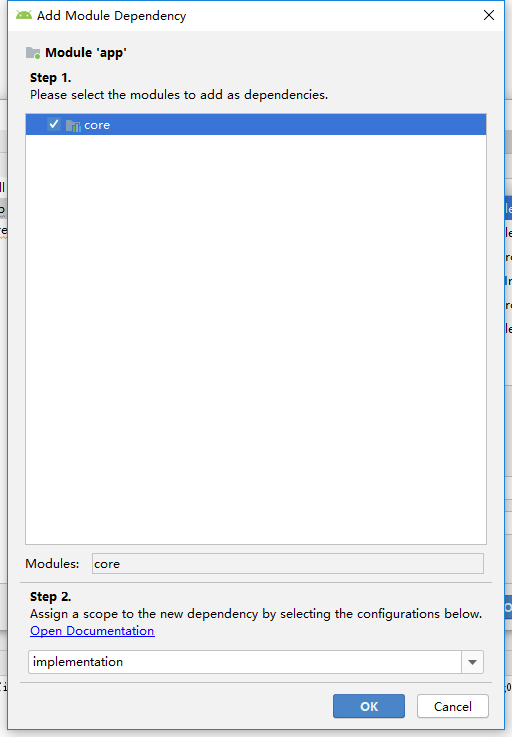 Add Module Dependency
Module 'app'
Step 1.
Please select the modules to add as dependencies.
core
Modules: core
Step 2.
Assign a scope to the new dependency by selecting the configurations below.
Open Documentation
implementation
OK Cancel